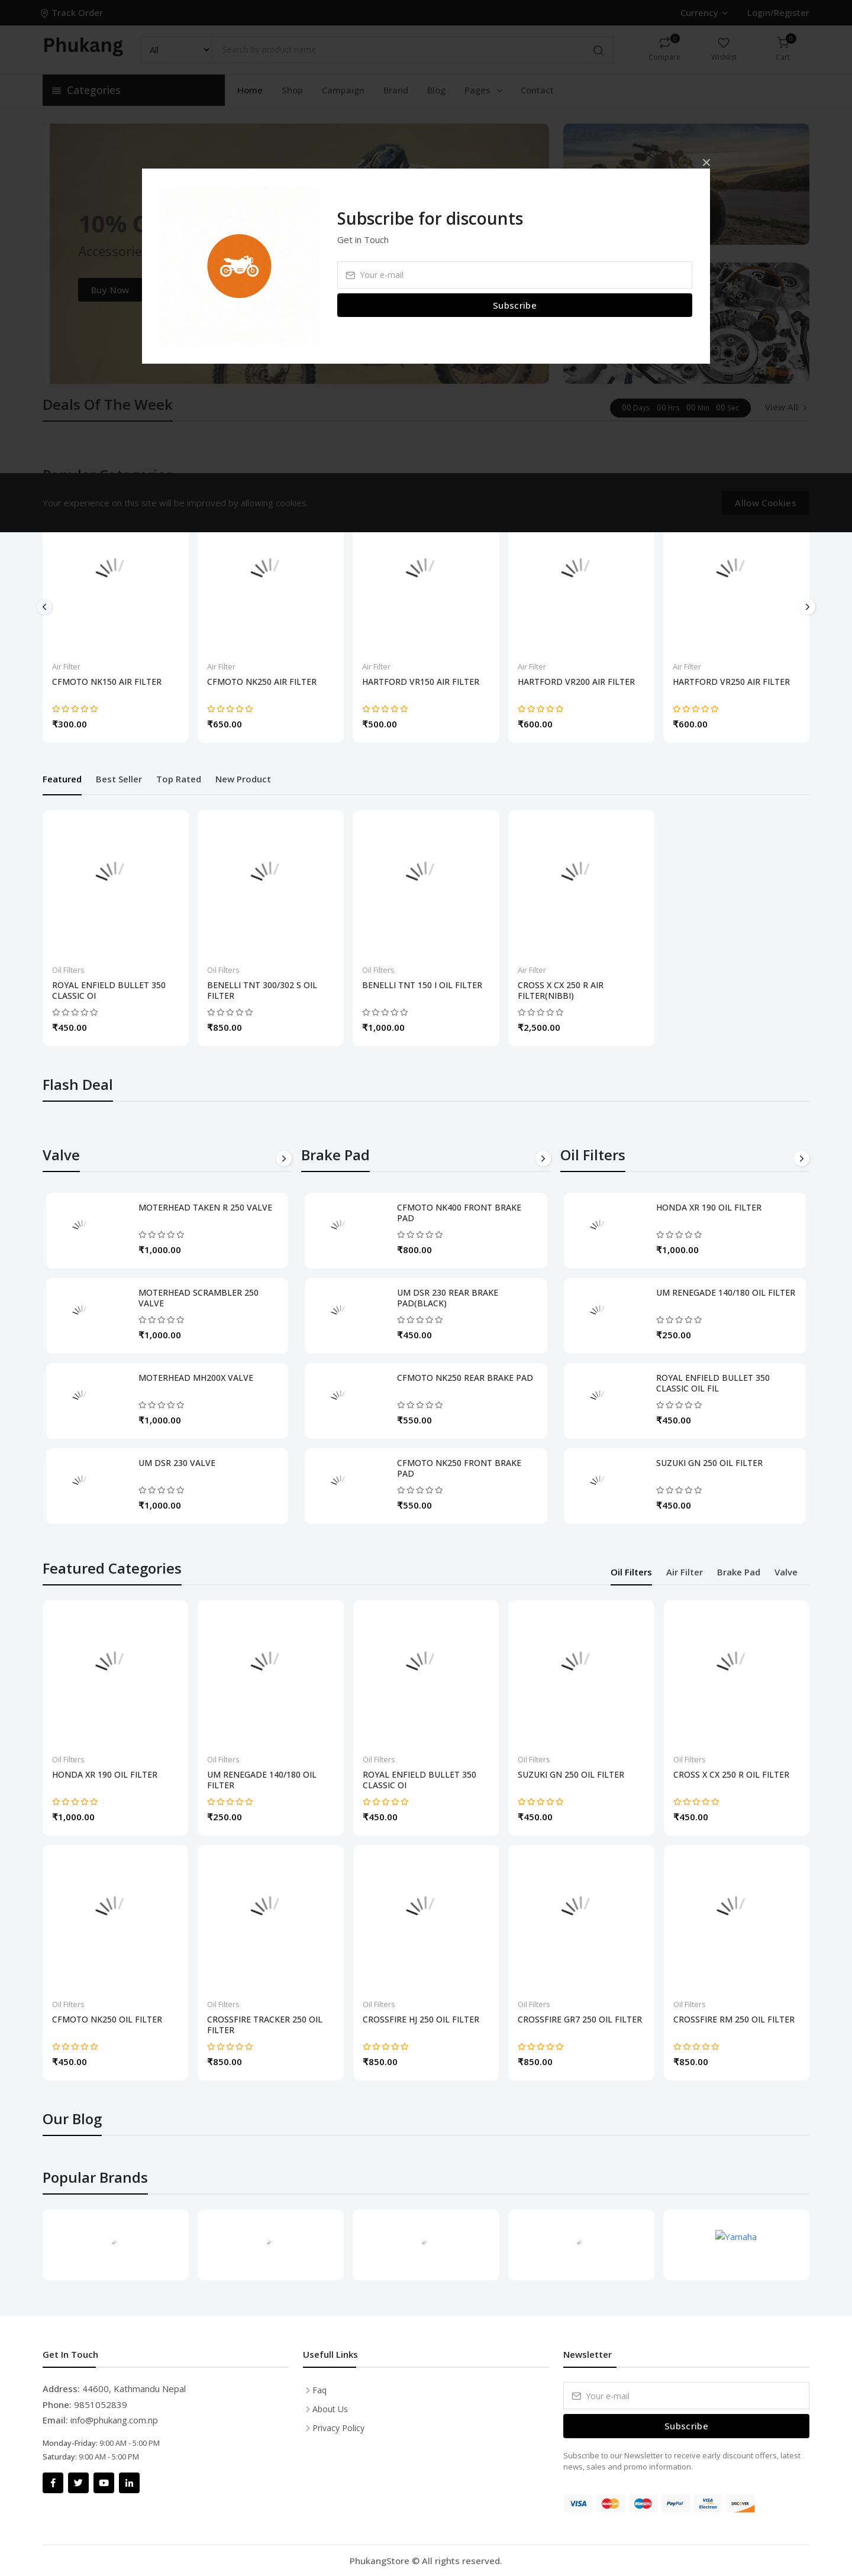 Track Order
Currency
Login/Register
Phukang
All
Search by product name
0
0
Compare
Wishlist
Cart
Categories
Home
Shop
Campaign
Brand
Blog
Pages
Contact
10% O
Accessorie
Buy Now
Subscribe for discounts
Get in Touch
Your e-mail
Subscribe
Deals Of The Week
00 Days 00 Hrs 00 Min 00 Sec
View All
Your experience on this site will be improved by allowing cookies.
Allow Cookies
Air Filter
CFMOTO NK150 AIR FILTER
₹300.00
Air Filter
CFMOTO NK250 AIR FILTER
₹650.00
Air Filter
HARTFORD VR150 AIR FILTER
₹500.00
Air Filter
HARTFORD VR200 AIR FILTER
₹600.00
Air Filter
HARTFORD VR250 AIR FILTER
₹600.00
Featured
Best Seller
Top Rated
New Product
Oil Filters
ROYAL ENFIELD BULLET 350
CLASSIC OI
₹450.00
Oil Filters
BENELLI TNT 300/302 S OIL
FILTER
₹850.00
Oil Filters
BENELLI TNT 150 I OIL FILTER
₹1,000.00
Air Filter
CROSS X CX 250 R AIR
FILTER(NIBBI)
₹2,500.00
Flash Deal
Valve
MOTERHEAD TAKEN R 250 VALVE
₹1,000.00
MOTERHEAD SCRAMBLER 250
VALVE
₹1,000.00
MOTERHEAD MH200X VALVE
₹1,000.00
UM DSR 230 VALVE
₹1,000.00
Brake Pad
CFMOTO NK400 FRONT BRAKE
PAD
₹800.00
UM DSR 230 REAR BRAKE
PAD(BLACK)
₹450.00
CFMOTO NK250 REAR BRAKE PAD
₹550.00
CFMOTO NK250 FRONT BRAKE
PAD
₹550.00
Oil Filters
HONDA XR 190 OIL FILTER
₹1,000.00
UM RENEGADE 140/180 OIL FILTER
₹250.00
ROYAL ENFIELD BULLET 350
CLASSIC OIL FIL
₹450.00
SUZUKI GN 250 OIL FILTER
₹450.00
Featured Categories
Oil Filters
Air Filter
Brake Pad
Valve
Oil Filters
HONDA XR 190 OIL FILTER
₹1,000.00
Oil Filters
UM RENEGADE 140/180 OIL
FILTER
₹250.00
Oil Filters
ROYAL ENFIELD BULLET 350
CLASSIC OI
₹450.00
Oil Filters
SUZUKI GN 250 OIL FILTER
₹450.00
Oil Filters
CROSS X CX 250 R OIL FILTER
₹450.00
Oil Filters
CFMOTO NK250 OIL FILTER
₹450.00
Oil Filters
CROSSFIRE TRACKER 250 OIL
FILTER
₹850.00
Oil Filters
CROSSFIRE HJ 250 OIL FILTER
₹850.00
Oil Filters
CROSSFIRE GR7 250 OIL FILTER
₹850.00
Oil Filters
CROSSFIRE RM 250 OIL FILTER
₹850.00
Our Blog
Popular Brands
Yamaha
Get In Touch
Address: 44600, Kathmandu Nepal
Phone: 9851052839
Email: info@phukang.com.np
Monday-Friday: 9:00 AM - 5:00 PM
Saturday: 9:00 AM - 5:00 PM
Usefull Links
Faq
About Us
Privacy Policy
Newsletter
Your e-mail
Subscribe
Subscribe to our Newsletter to receive early discount offers, latest
news, sales and promo information.
VISA
PayPal
VISA
Electron
DISCOVER
PhukangStore © All rights reserved.